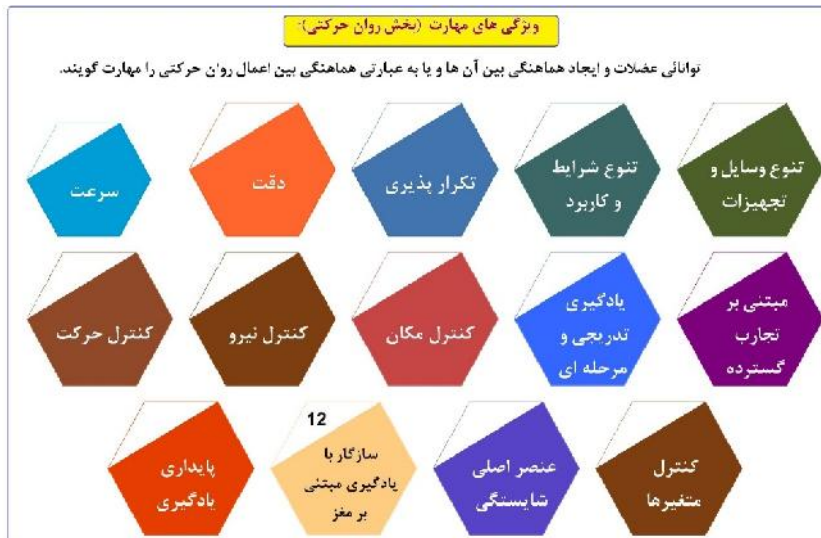 ویژگی های مهارت (بخش روان حرکتی):-
توانائی عضلات و ایجاد هماهنگی بین آن ها و یا به عبارتی هماهنگی بین اعمال روان حرکتی را مهارت گویند.
تنوع وسایل و
تجهیزات
تنوع شرایط
و کاربرد
تکرار پذیری
دقت
سرعت
مبتنی بر
تجارب
گسترده
یادگیری
تدریجی و
مرحله ای
کنترل مکان
کنترل نیرو
کنترل حرکت
کنترل
متغیرها
عنصر اصلی
شایستگی
12
سازگار با
یادگیری مبتنی
بر مغز
پایداری
یادگیری